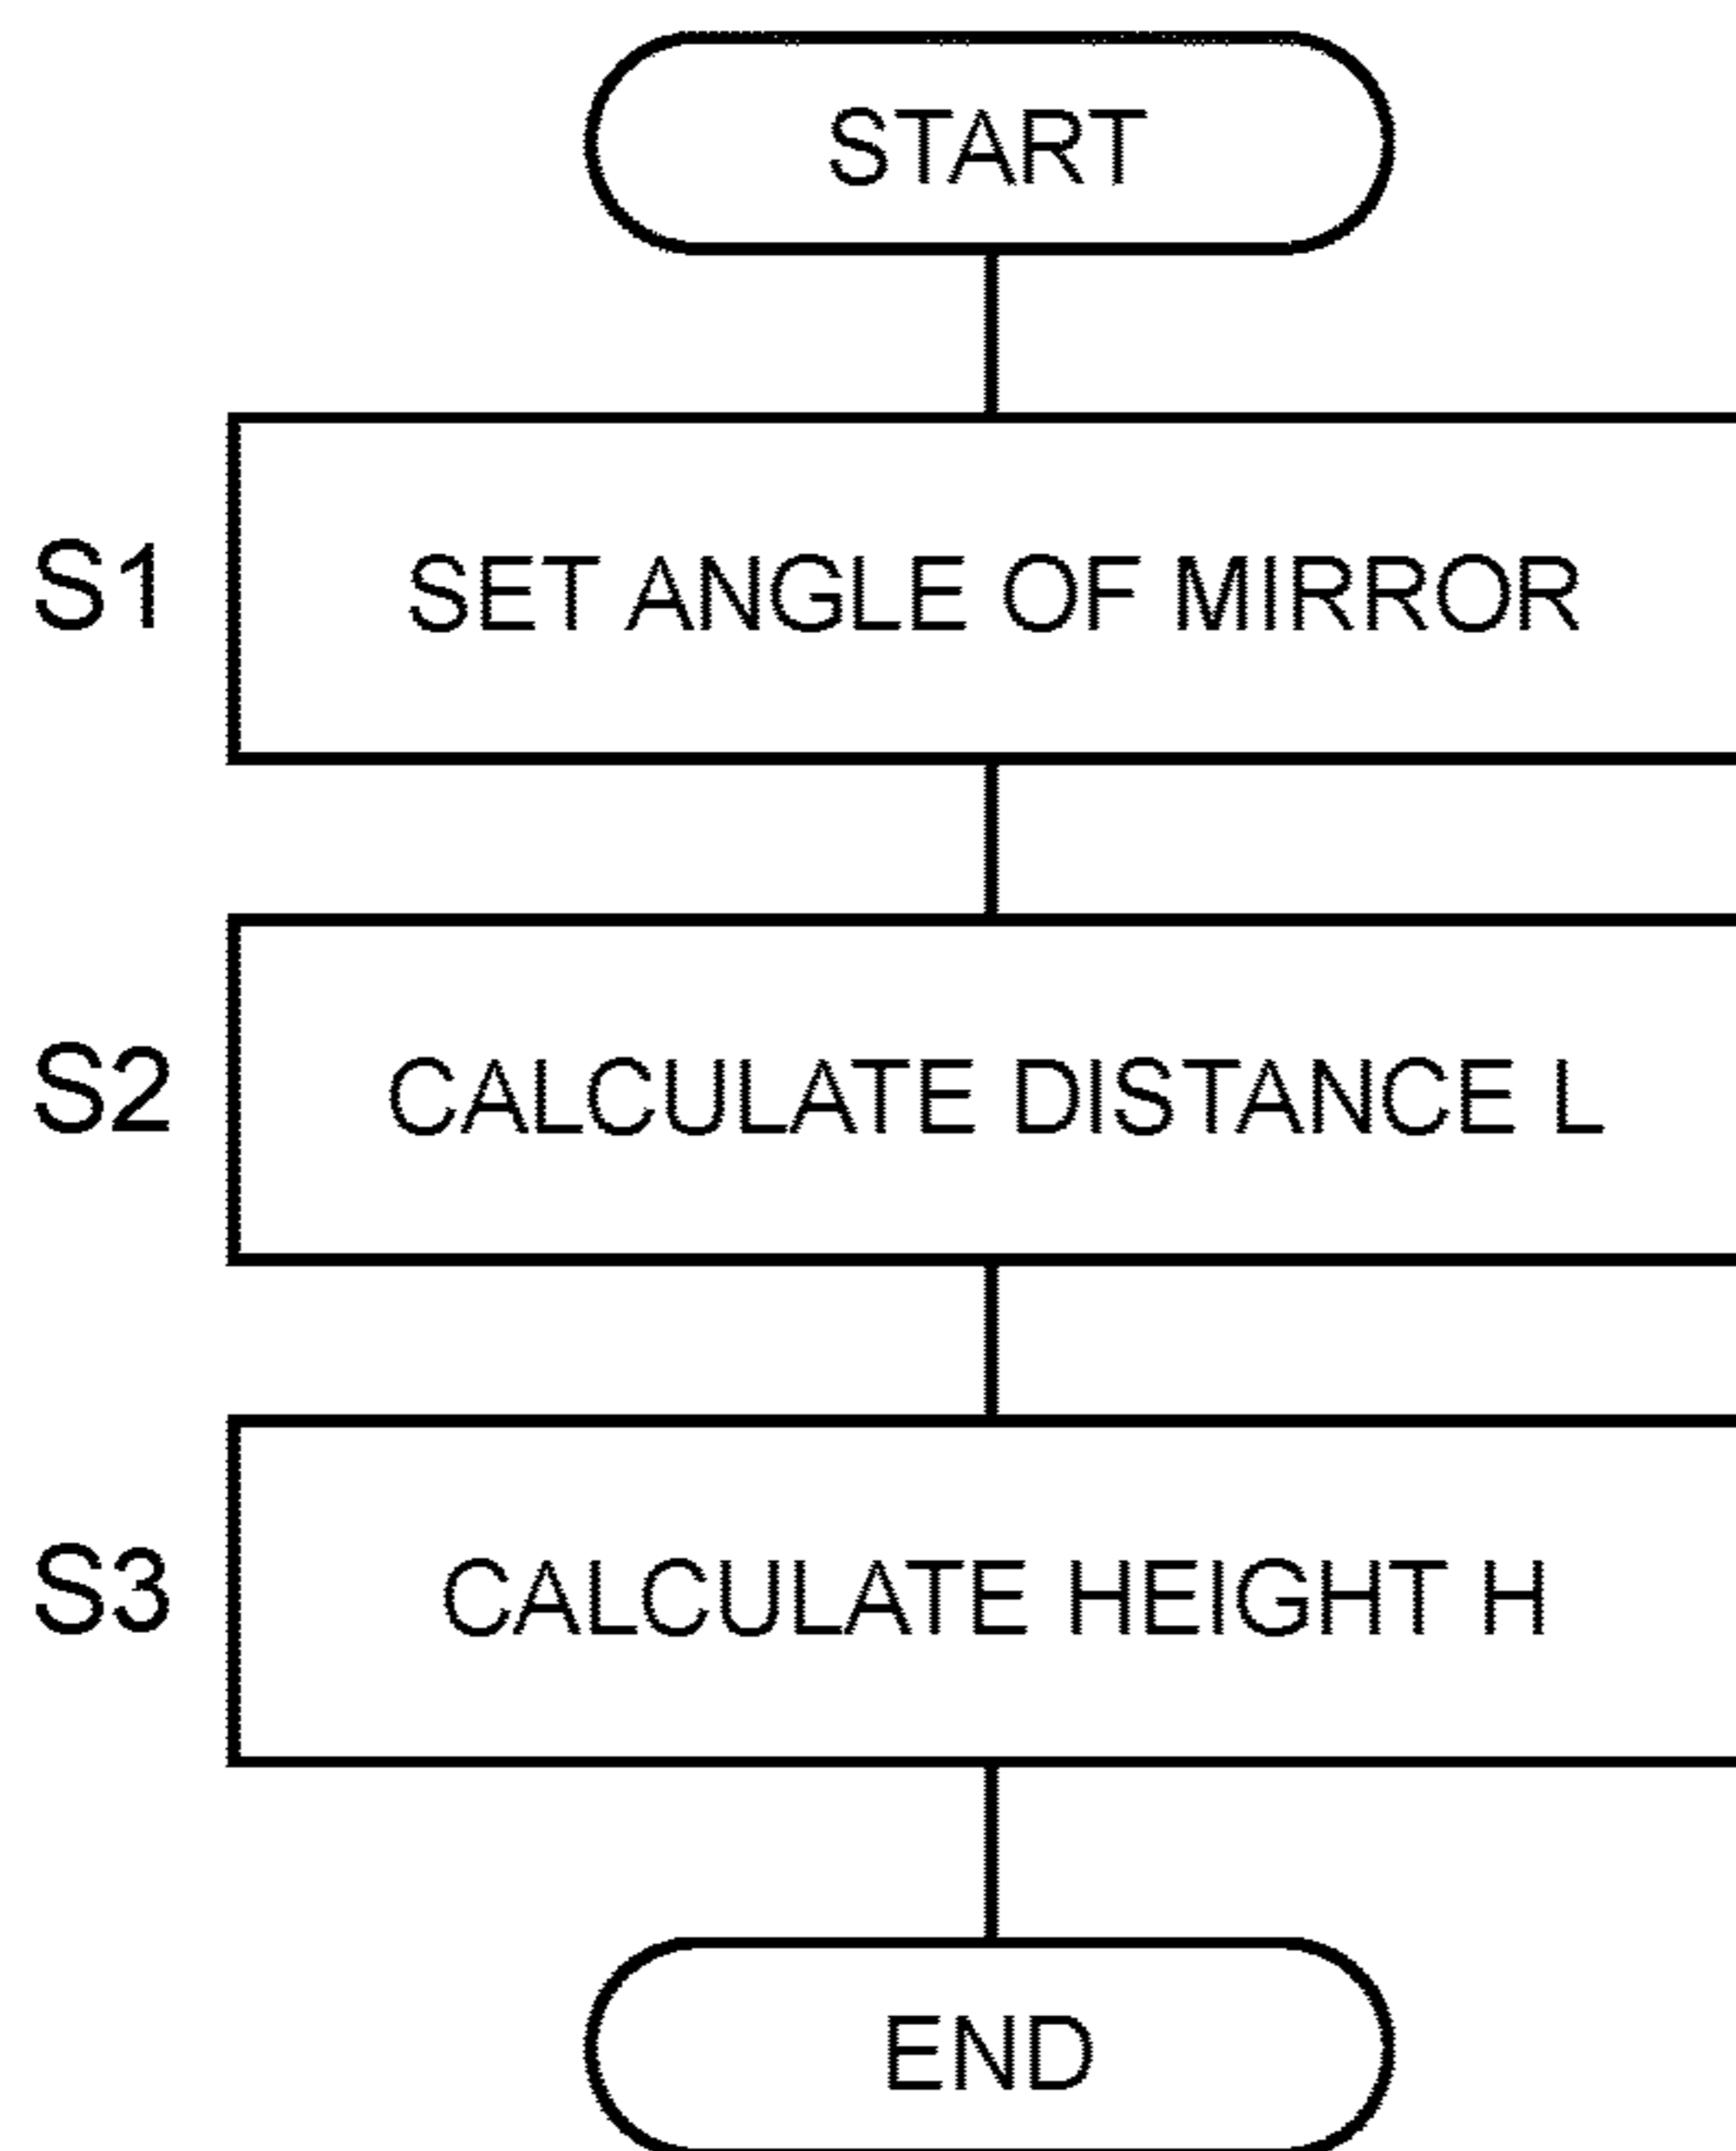 START
S1 SET ANGLE OF MIRROR
S2 CALCULATE DISTANCE L
S3 CALCULATE HEIGHT H
END